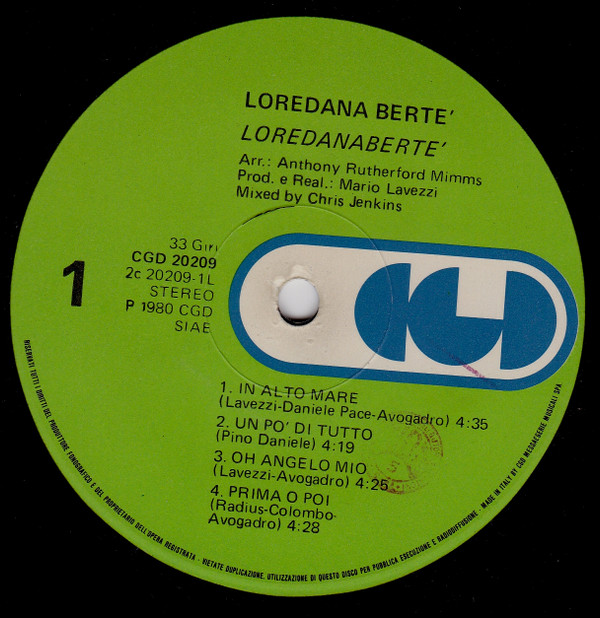 LOREDANA BERTE'
LOREDANABERTE'
Arr.: Anthony Rutherford Mimms
Prod. e Real.: Mario Lavezzi
Mixed by Chris Jenkins
33 Giri
CGD 20209
2c 20209-1L
STEREO
P 1980 CGD
SIAE
1
CGD
1. IN ALTO MARE
(Lavezzi-Daniele Pace-Avogadro) 4:35
2. UN PO' DI TUTTO
(Pino Daniele) 4:19
3. OH ANGELO MIO
(Lavezzi-Avogadro) 4:25
4. PRIMA O POI
(Radius-Colombo-
Avogadro) 4:28
RISERVATI TUTTI I DIRITTI DEL PRODUTTORE FONOGRAFICO E DEL PROPRIETARIO DELL'OPERA REGISTRATA - VIETATE DUPLICAZIONE, UTILIZZAZIONE DI QUESTO DISCO PER PUBBLICA ESECUZIONE E RADIODIFFUSIONE - MADE IN ITALY BY CGD MESSAGGERIE MUSICALI SPA